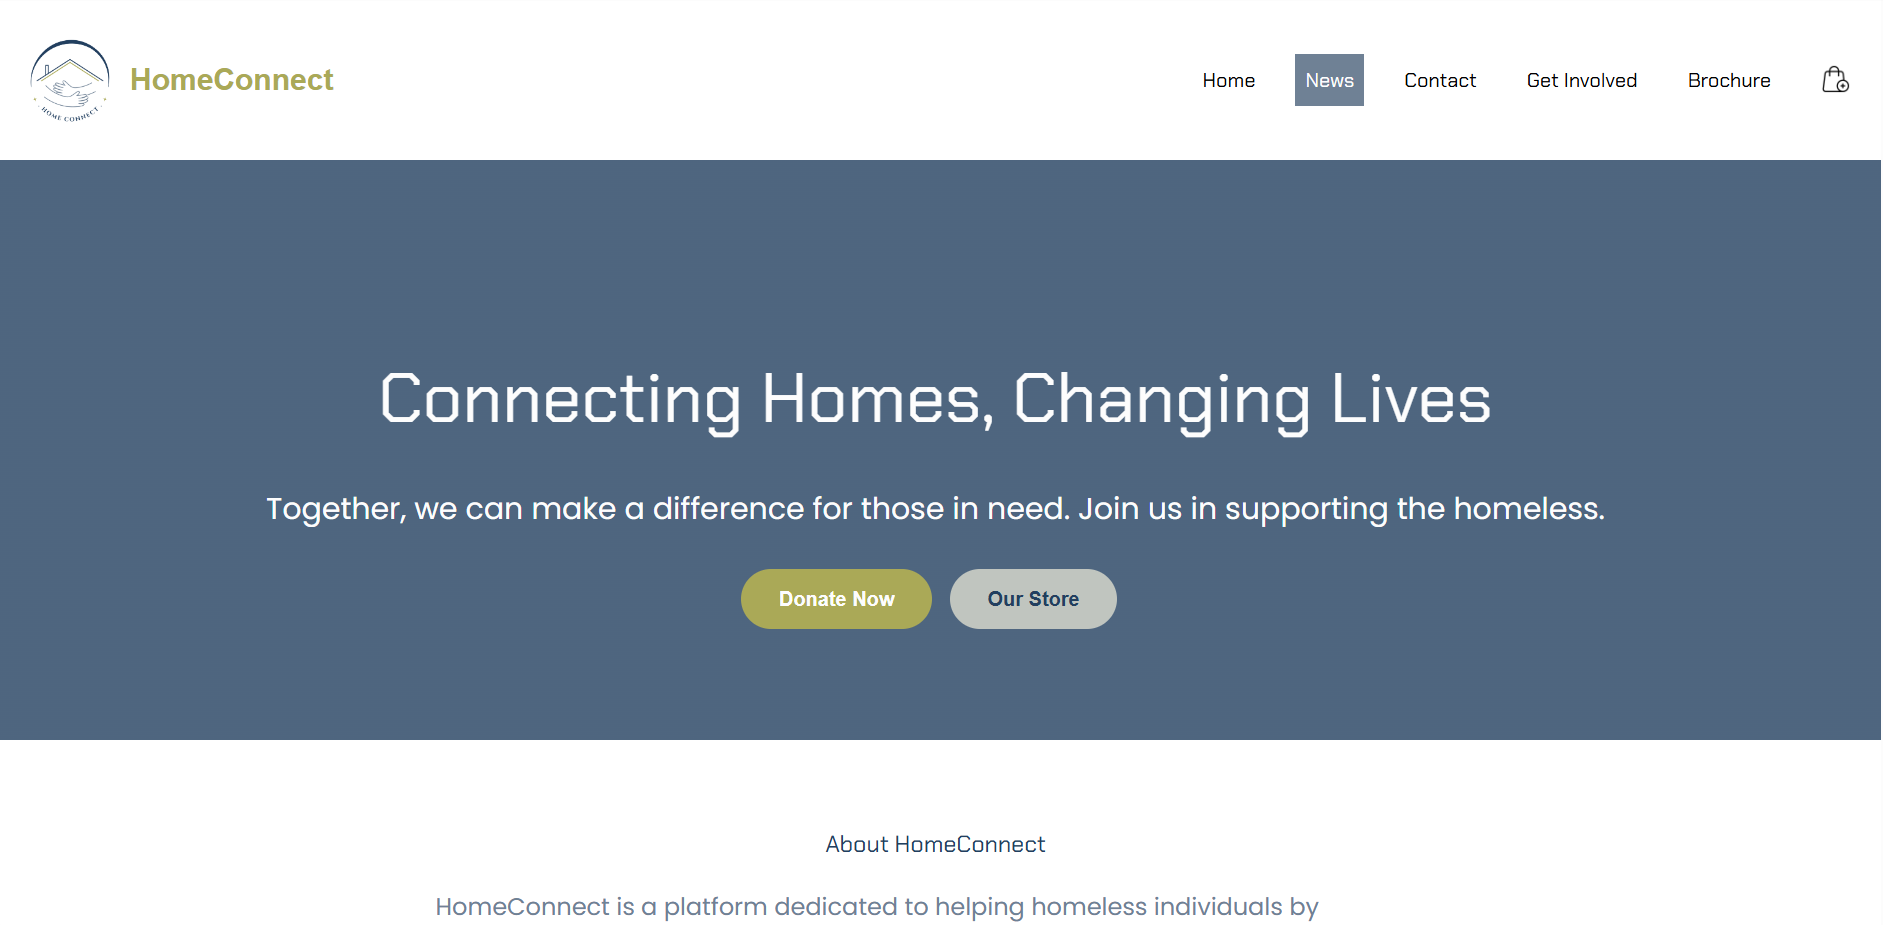 HOME CONNECT
HomeConnect
Home
News
Contact
Get Involved
Brochure
Connecting Homes, Changing Lives
Together, we can make a difference for those in need. Join us in supporting the homeless.
Donate Now
Our Store
About HomeConnect
HomeConnect is a platform dedicated to helping homeless individuals by